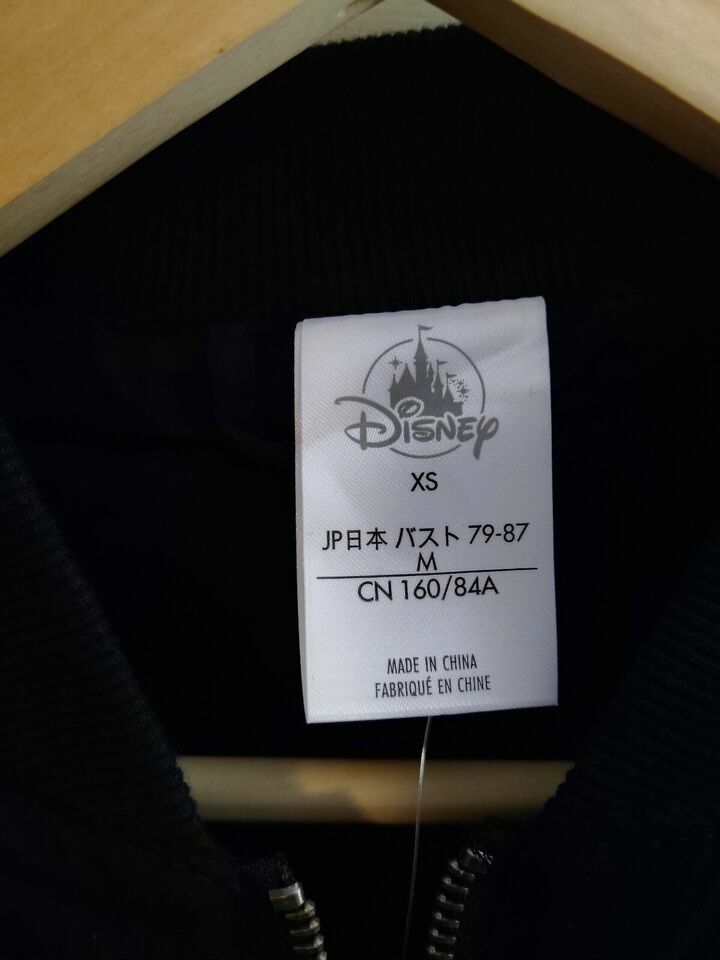 Disney
XS
JP日本 バスト 79-87
M
CN 160/84A
MADE IN CHINA
FABRIQUÉ EN CHINE